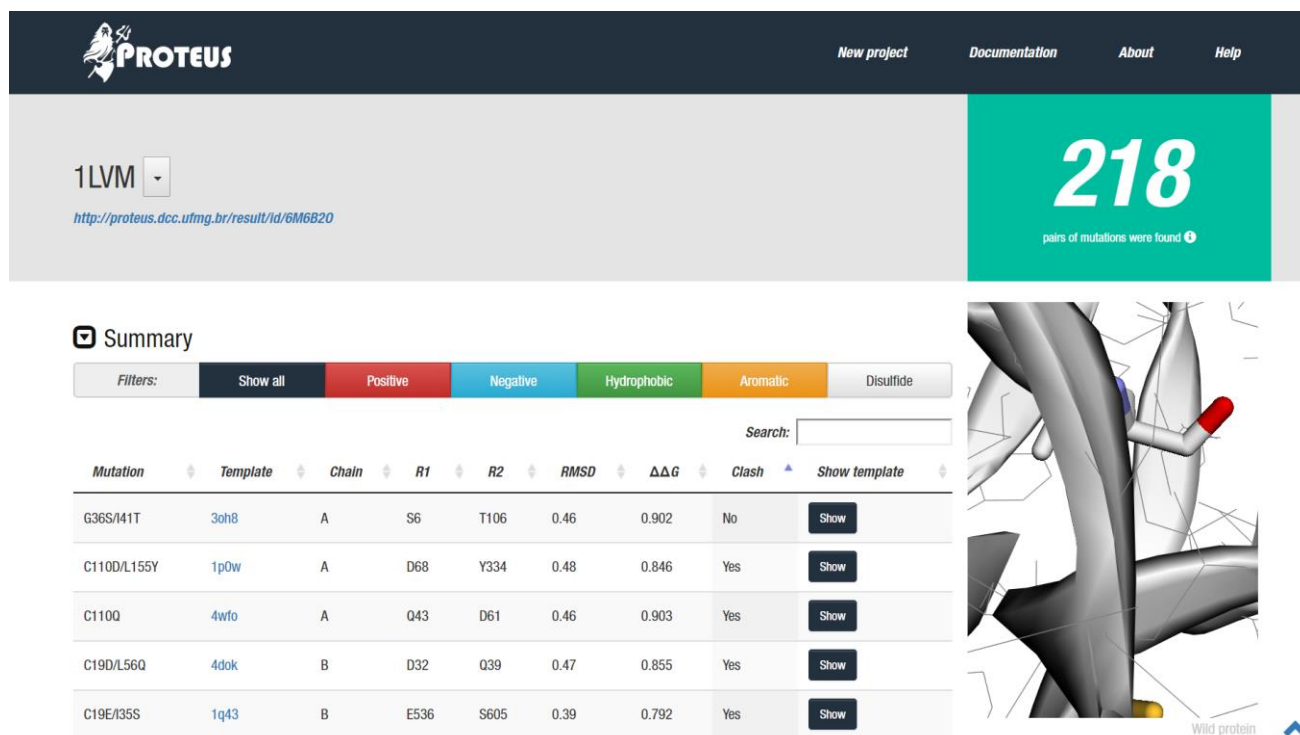 PROTEUS
New project Documentation About Help
1LVM
http://proteus.dcc.ufmg.br/result/id/6M6B2O
218
pairs of mutations were found
Summary
Filters: Show all Positive Negative Hydrophobic Aromatic Disulfide
Search:
Mutation Template Chain R1 R2 RMSD ΔΔG Clash Show template
G36S/I41T 3oh8 A S6 T106 0.46 0.902 No Show
C110D/L155Y 1p0w A D68 Y334 0.48 0.846 Yes Show
C110Q 4wfo A Q43 D61 0.46 0.903 Yes Show
C19D/L56Q 4dok B D32 Q39 0.47 0.855 Yes Show
C19E/I35S 1q43 B E536 S605 0.39 0.792 Yes Show
Wild protein